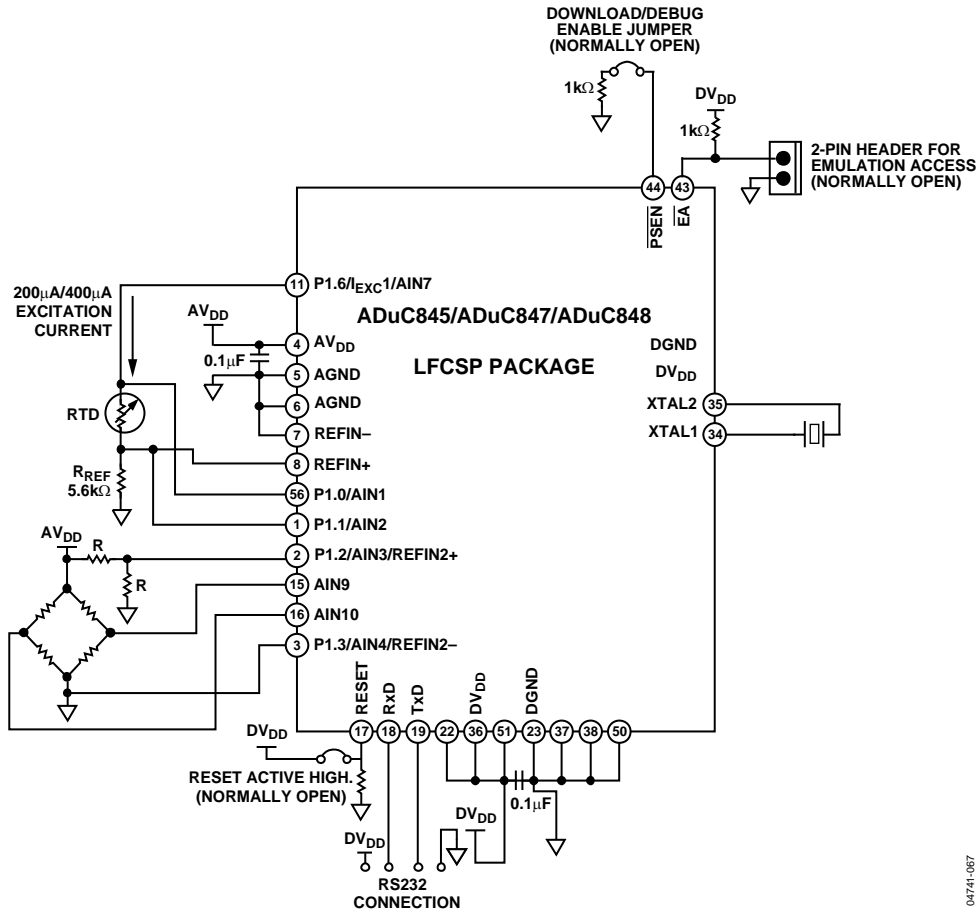 DOWNLOAD/DEBUG
ENABLE JUMPER
(NORMALLY OPEN)
1kΩ
DVDD
1kΩ
2-PIN HEADER FOR
EMULATION ACCESS
(NORMALLY OPEN)
44
43
PSEN
EA
200μA/400μA
EXCITATION
CURRENT
11
P1.6/IEXC1/AIN7
ADuC845/ADuC847/ADuC848
LFCSP PACKAGE
AVDD
4
AVDD
0.1μF
5
AGND
6
AGND
7
REFIN–
8
REFIN+
RTD
RREF
5.6kΩ
56
P1.0/AIN1
1
P1.1/AIN2
AVDD
R
R
2
P1.2/AIN3/REFIN2+
15
AIN9
16
AIN10
3
P1.3/AIN4/REFIN2–
DGND
DVDD
XTAL2
35
XTAL1
34
RESET
RxD
TxD
DVDD
DGND
17
18
19
22
36
51
23
37
38
50
DVDD
RESET ACTIVE HIGH.
(NORMALLY OPEN)
0.1μF
DVDD
DVDD
RS232
CONNECTION
04741-067